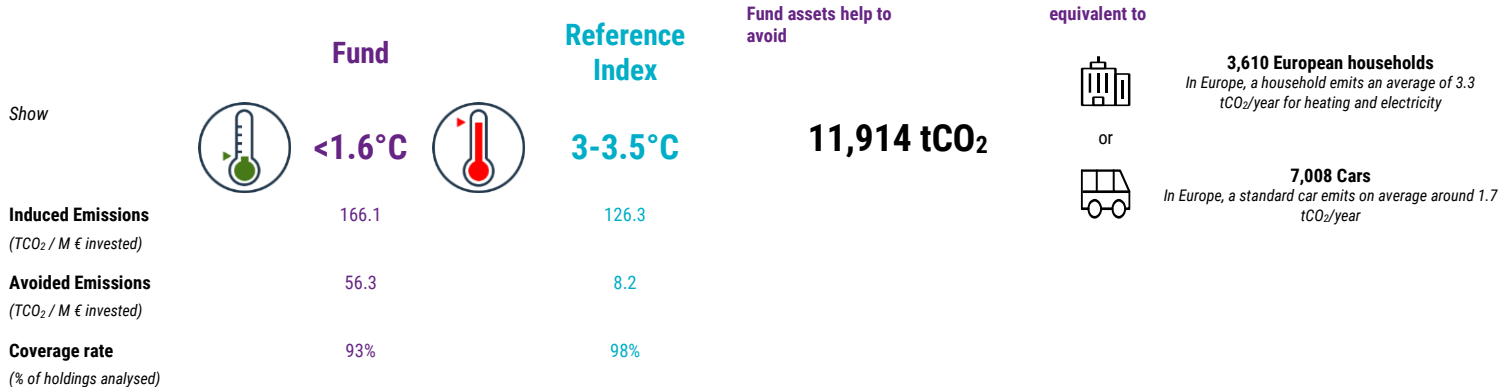 Fund
Reference
Index
Show
<1.6°C
3-3.5°C
Induced Emissions
166.1
126.3
(TCO₂ / M € invested)
Avoided Emissions
56.3
8.2
(TCO₂ / M € invested)
Coverage rate
93%
98%
(% of holdings analysed)
Fund assets help to
avoid
11,914 tCO₂
equivalent to
3,610 European households
In Europe, a household emits an average of 3.3
tCO₂/year for heating and electricity
or
7,008 Cars
In Europe, a standard car emits on average around 1.7
tCO₂/year